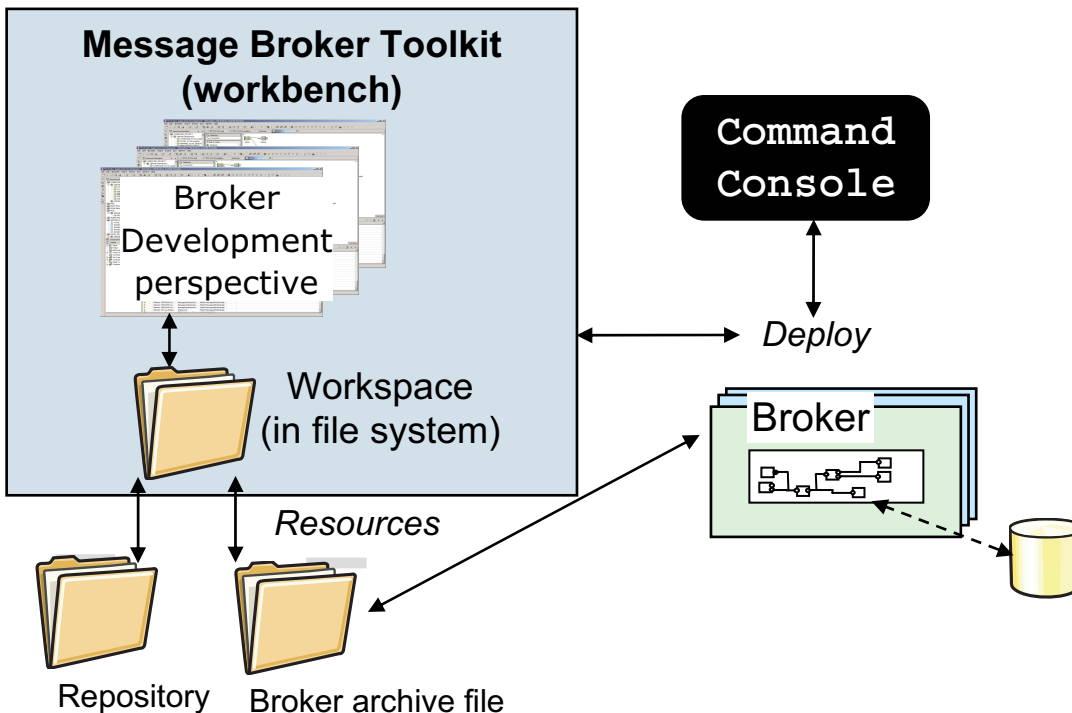 Message Broker Toolkit
(workbench)
Broker
Development
perspective
Workspace
(in file system)
Resources
Repository
Broker archive file
Command
Console
Deploy
Broker